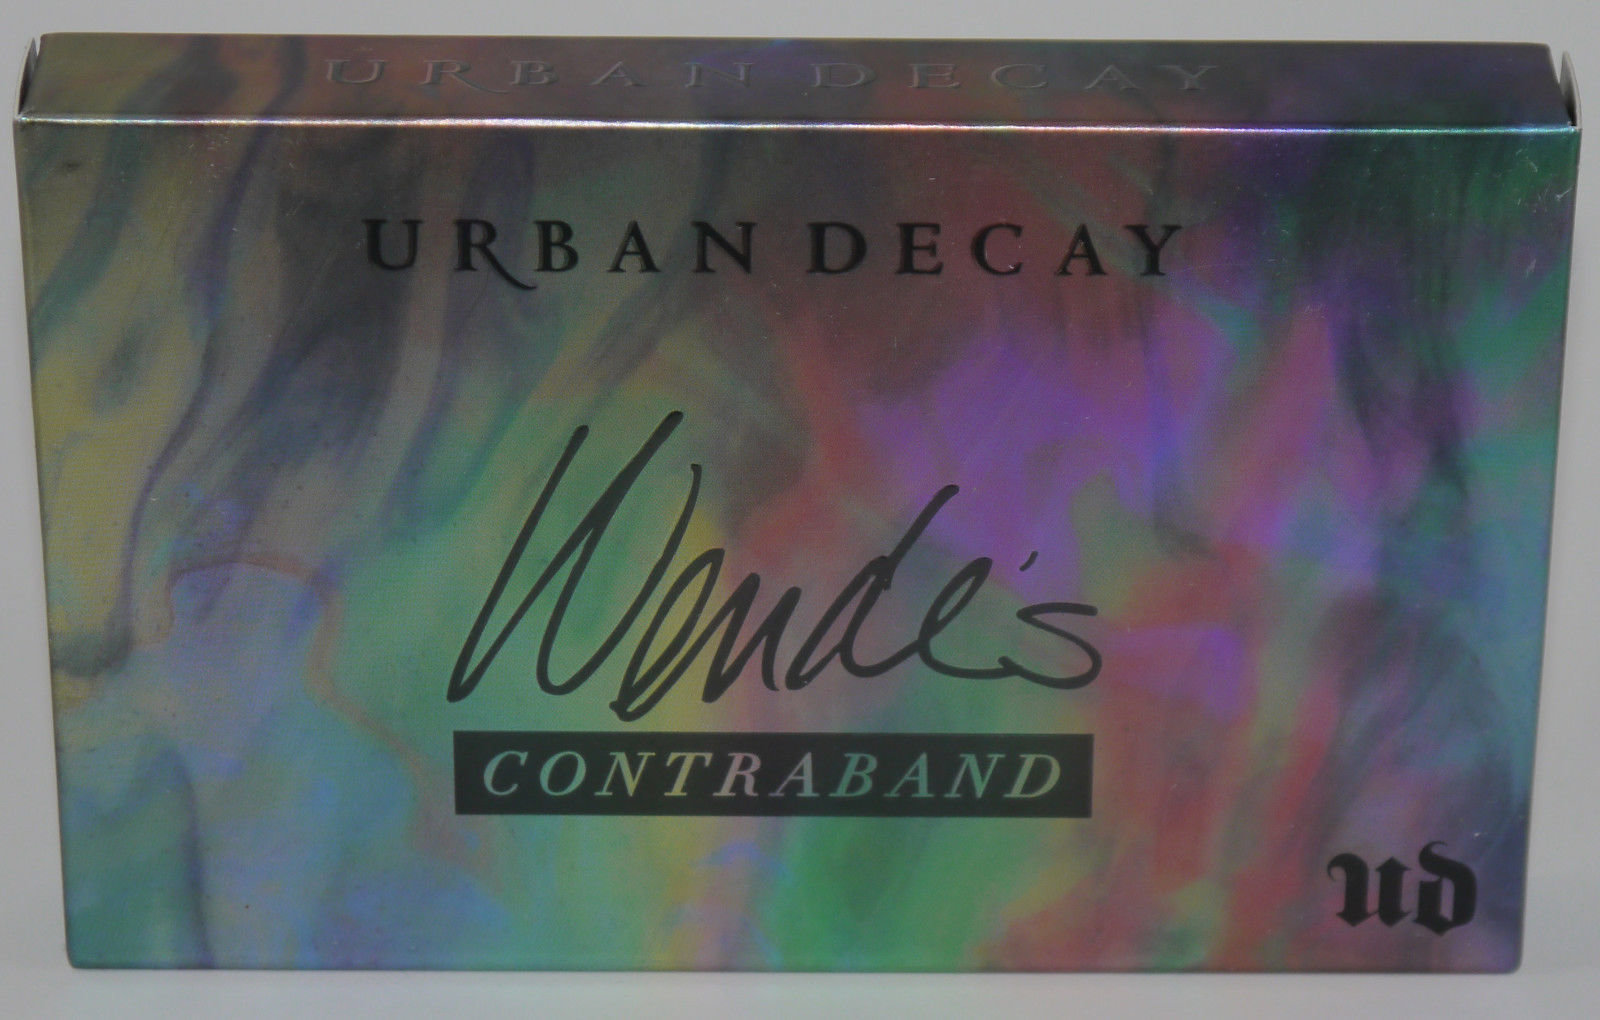 URBAN DECAY
URBAN DECAY
Wende's
CONTRABAND
UD